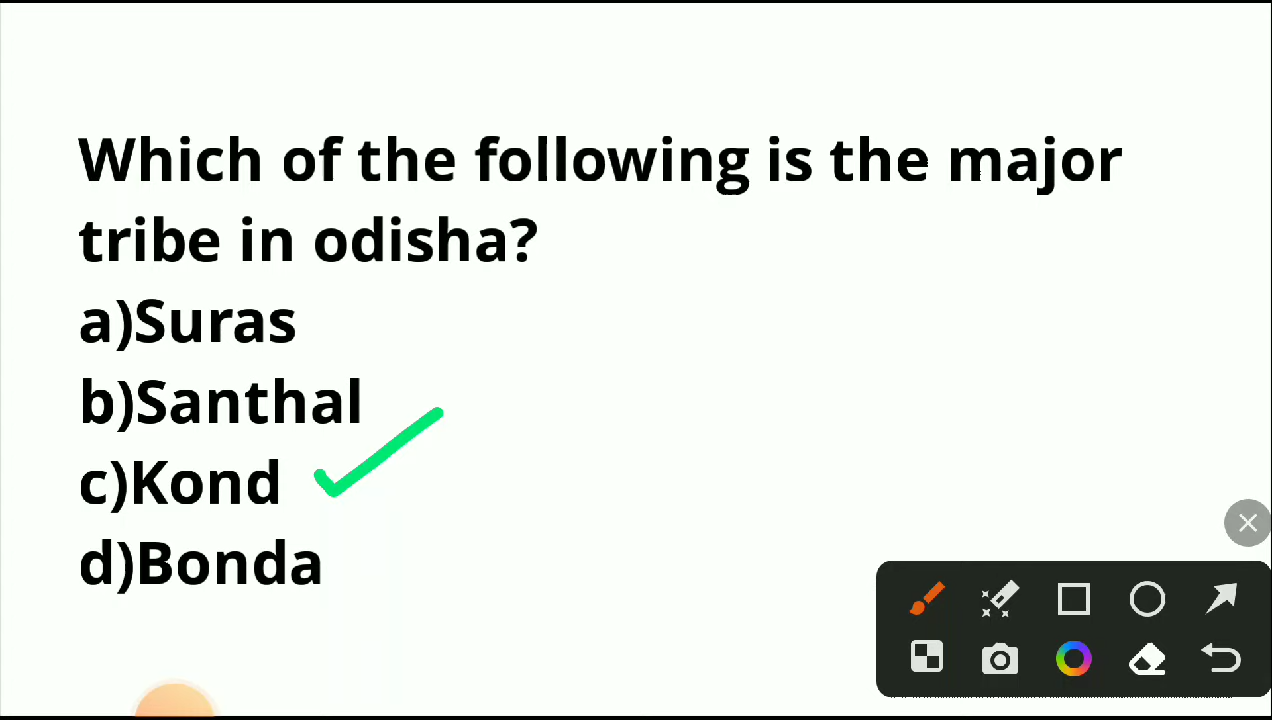 Which of the following is the major
tribe in odisha?
a)Suras
b)Santhal
c)Kond
d)Bonda